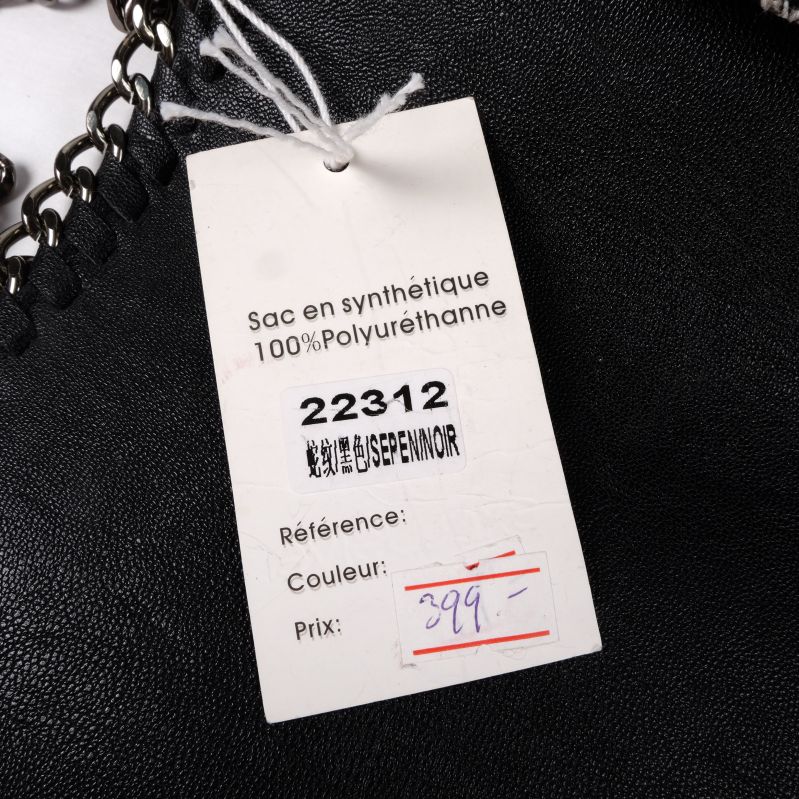 Sac en synthétique
100%Polyuréthanne
22312
蛇纹/黑色/SEPEN/NOIR
Référence:
Couleur:
Prix:
399.-